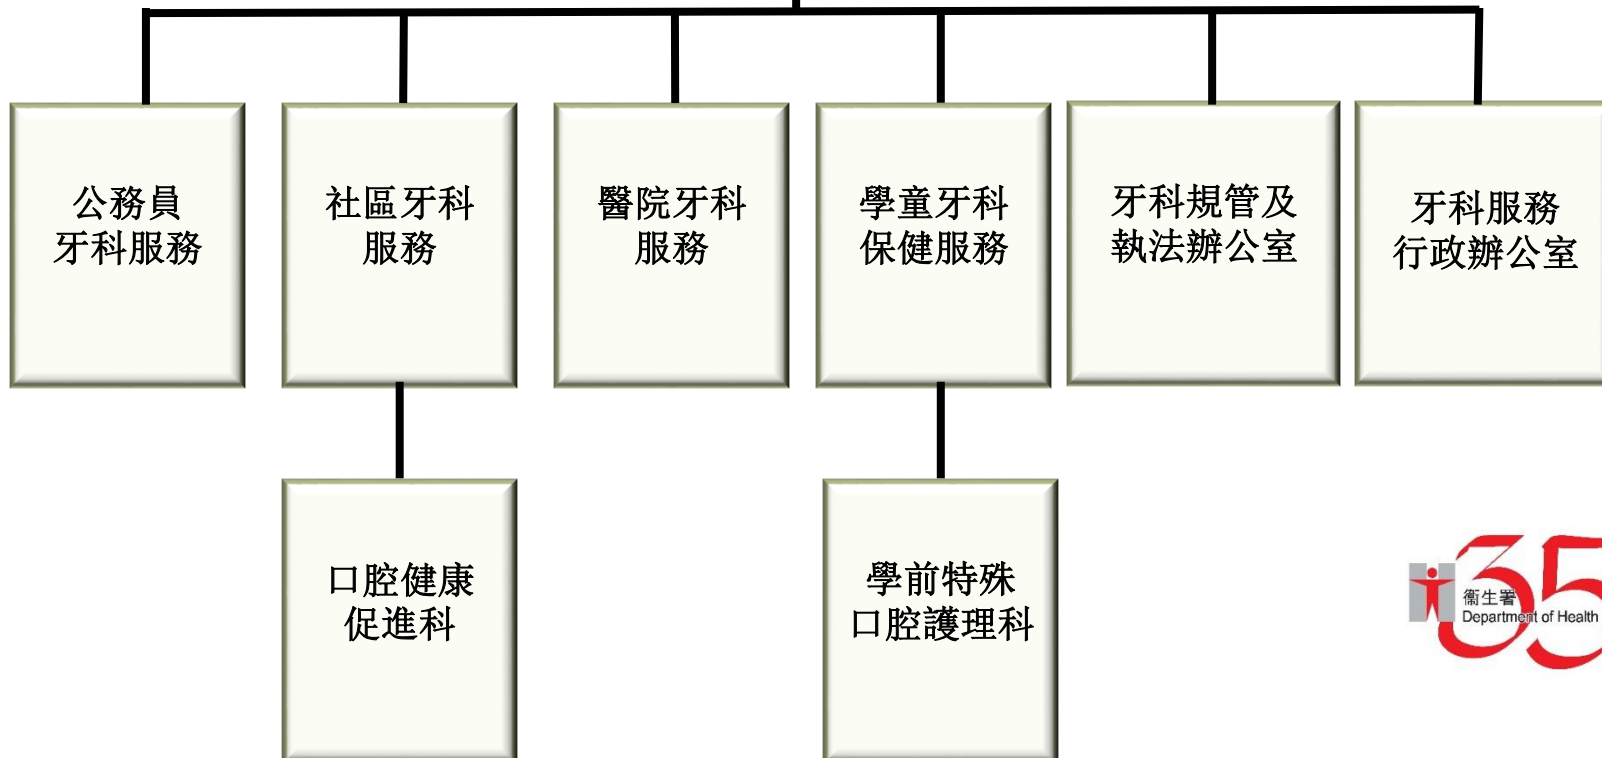 公務員
牙科服務
社區牙科
服務
醫院牙科
服務
學童牙科
保健服務
牙科規管及
執法辦公室
牙科服務
行政辦公室
口腔健康
促進科
學前特殊
口腔護理科
衞生署
Department of Health
35